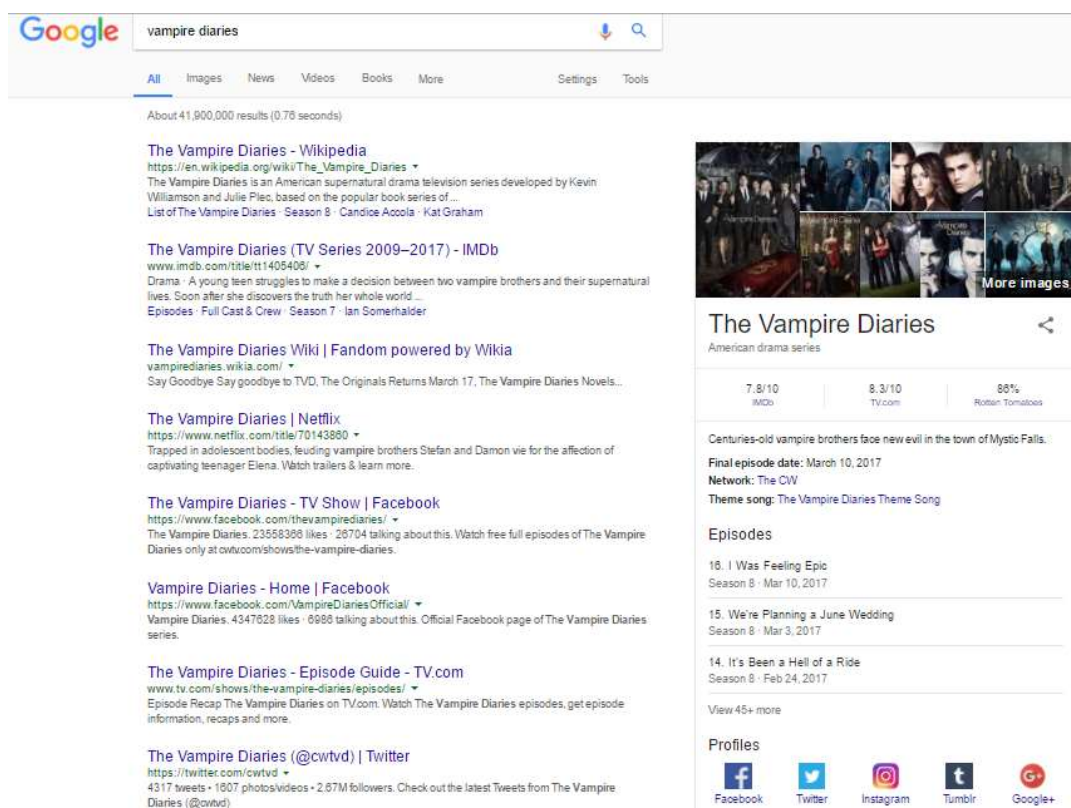 Google
vampire diaries
All Images News Videos Books More Settings Tools
About 41,900,000 results (0.76 seconds)
The Vampire Diaries - Wikipedia
https://en.wikipedia.org/wiki/The_Vampire_Diaries
The Vampire Diaries is an American supernatural drama television series developed by Kevin
Williamson and Julie Plec, based on the popular book series of ...
List of The Vampire Diaries · Season 8 · Candice Accola · Kat Graham
The Vampire Diaries (TV Series 2009–2017) - IMDb
www.imdb.com/title/tt1405406/
Drama · A young teen struggles to make a decision between two vampire brothers and their supernatural
lives. Soon after she discovers the truth her whole world ...
Episodes · Full Cast & Crew · Season 7 · Ian Somerhalder
The Vampire Diaries Wiki | Fandom powered by Wikia
vampirediaries.wikia.com/
Say Goodbye Say goodbye to TVD, The Originals Returns March 17, The Vampire Diaries Novels...
The Vampire Diaries | Netflix
https://www.netflix.com/title/70143860
Trapped in adolescent bodies, feuding vampire brothers Stefan and Damon vie for the affection of
captivating teenager Elena. Watch trailers & learn more.
The Vampire Diaries - TV Show | Facebook
https://www.facebook.com/thevampirediaries/
The Vampire Diaries. 23558366 likes · 26704 talking about this. Watch free full episodes of The Vampire
Diaries only at cwtv.com/shows/the-vampire-diaries.
Vampire Diaries - Home | Facebook
https://www.facebook.com/VampireDiariesOfficial/
Vampire Diaries. 4347628 likes · 6986 talking about this. Official Facebook page of The Vampire Diaries
series.
The Vampire Diaries - Episode Guide - TV.com
www.tv.com/shows/the-vampire-diaries/episodes/
Episode Recap The Vampire Diaries on TV.com. Watch The Vampire Diaries episodes, get episode
information, recaps and more.
The Vampire Diaries (@cwtvd) | Twitter
https://twitter.com/cwtvd
4317 tweets • 1607 photos/videos • 2.67M followers. Check out the latest Tweets from The Vampire
Diaries (@cwtvd)
More images
The Vampire Diaries
American drama series
7.8/10 8.3/10 86%
IMDb TV.com Rotten Tomatoes
Centuries-old vampire brothers face new evil in the town of Mystic Falls.
Final episode date: March 10, 2017
Network: The CW
Theme song: The Vampire Diaries Theme Song
Episodes
16. I Was Feeling Epic
Season 8 · Mar 10, 2017
15. We're Planning a June Wedding
Season 8 · Mar 3, 2017
14. It's Been a Hell of a Ride
Season 8 · Feb 24, 2017
View 45+ more
Profiles
Facebook Twitter Instagram Tumblr Google+